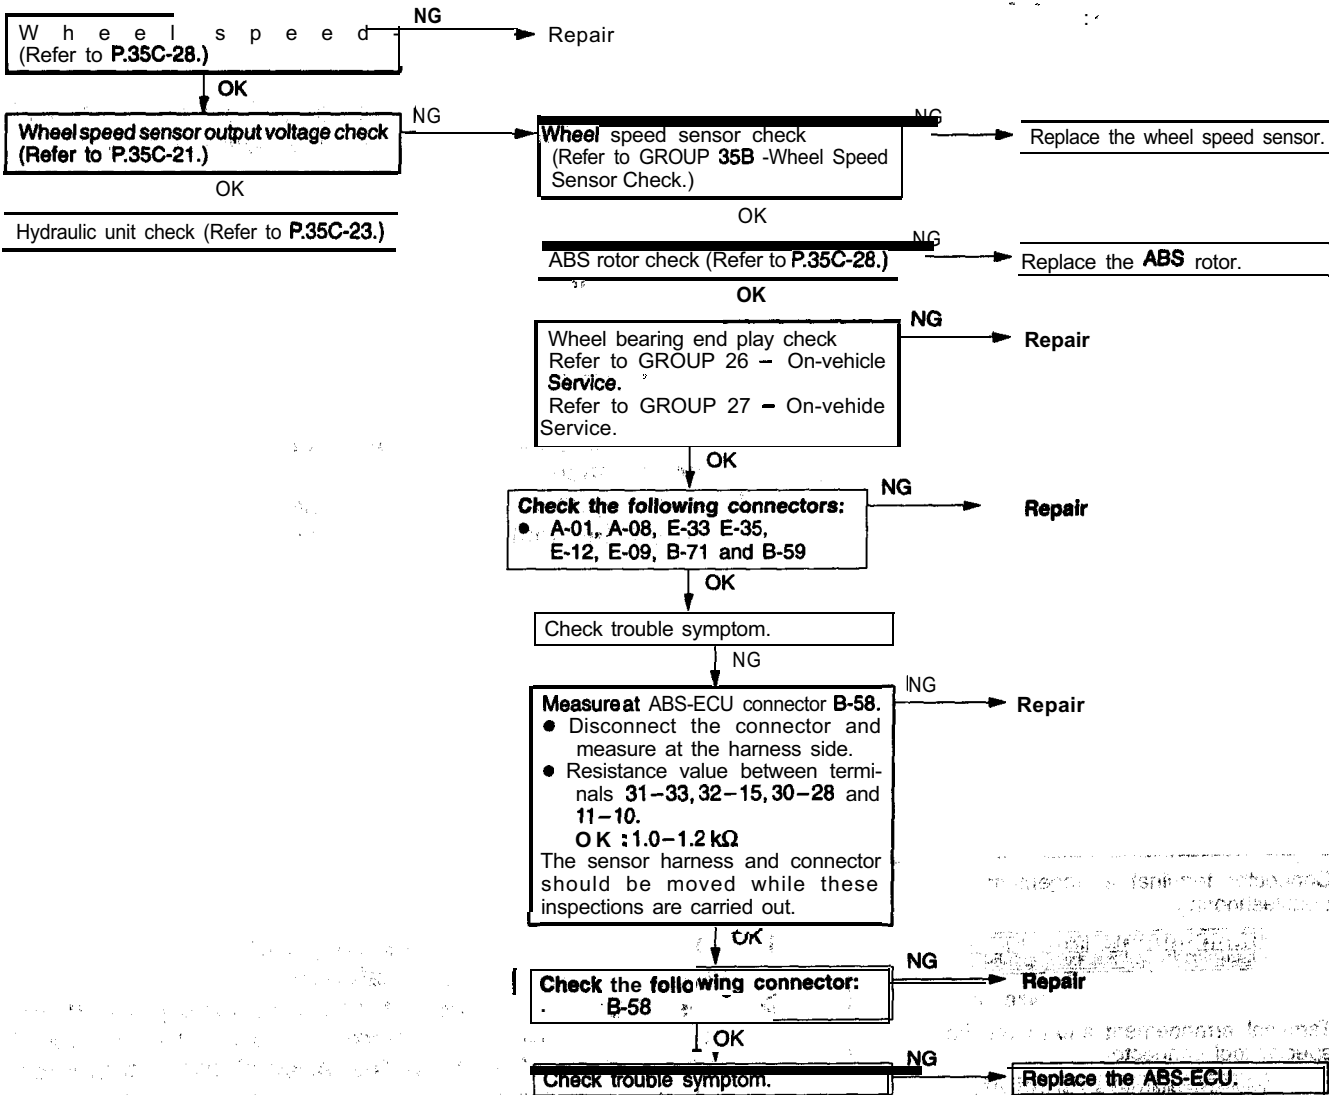 Wheel speed
(Refer to P.35C-28.)
NG
Repair
OK
Wheel speed sensor output voltage check
(Refer to P.35C-21.)
NG
OK
Hydraulic unit check (Refer to P.35C-23.)
Wheel speed sensor check
(Refer to GROUP 35B -Wheel Speed
Sensor Check.)
NG
Replace the wheel speed sensor.
OK
ABS rotor check (Refer to P.35C-28.)
NG
Replace the ABS rotor.
OK
Wheel bearing end play check
Refer to GROUP 26 – On-vehicle
Service.
Refer to GROUP 27 – On-vehide
Service.
NG
Repair
OK
Check the following connectors:
● A-01, A-08, E-33 E-35,
E-12, E-09, B-71 and B-59
NG
Repair
OK
Check trouble symptom.
NG
Measure at ABS-ECU connector B-58.
● Disconnect the connector and
measure at the harness side.
● Resistance value between termi-
nals 31–33, 32–15, 30–28 and
11–10.
OK : 1.0–1.2 kΩ
The sensor harness and connector
should be moved while these
inspections are carried out.
NG
Repair
OK
Check the following connector:
B-58
NG
Repair
OK
Check trouble symptom.
NG
Replace the ABS-ECU.